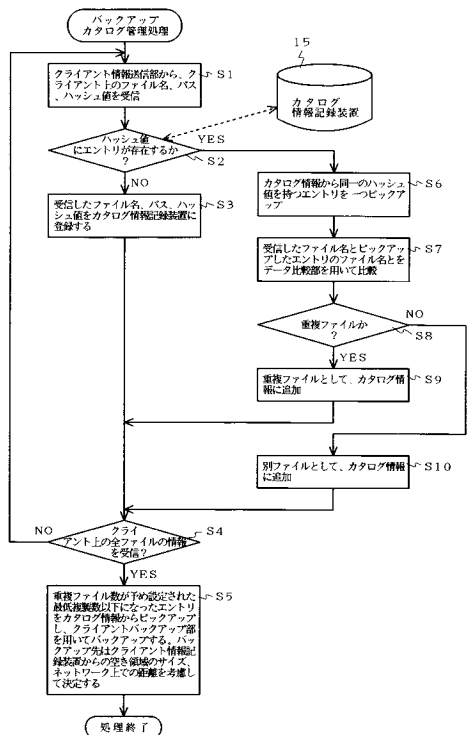 バックアップ
カタログ管理処理
クライアント情報送信部から、ク
ライアント上のファイル名、パス
、ハッシュ値を受信
S1
15
カタログ
情報記録装置
ハッシュ値
にエントリが存在するか
?
S2
YES
NO
受信したファイル名、パス、ハッ
シュ値をカタログ情報記録装置に
登録する
S3
カタログ情報から同一のハッシュ
値を持つエントリを一つピック
アップ
S6
受信したファイル名とピックアッ
プしたエントリのファイル名とを
データ比較部を用いて比較
S7
重複ファイルか
?
NO
S8
YES
重複ファイルとして、カタログ情
報に追加
S9
別ファイルとして、カタログ情報
に追加
S10
NO
クライ
アント上の全ファイルの情報
を受信?
S4
YES
重複ファイル数が予め設定された
最低複製数以下になったエントリ
をカタログ情報からピックアップ
し、クライアントバックアップ部
を用いてバックアップする。バッ
クアップ先はクライアント情報記
録装置からの空き領域のサイズ、
ネットワーク上での距離を考慮し
て決定する
S5
処理終了